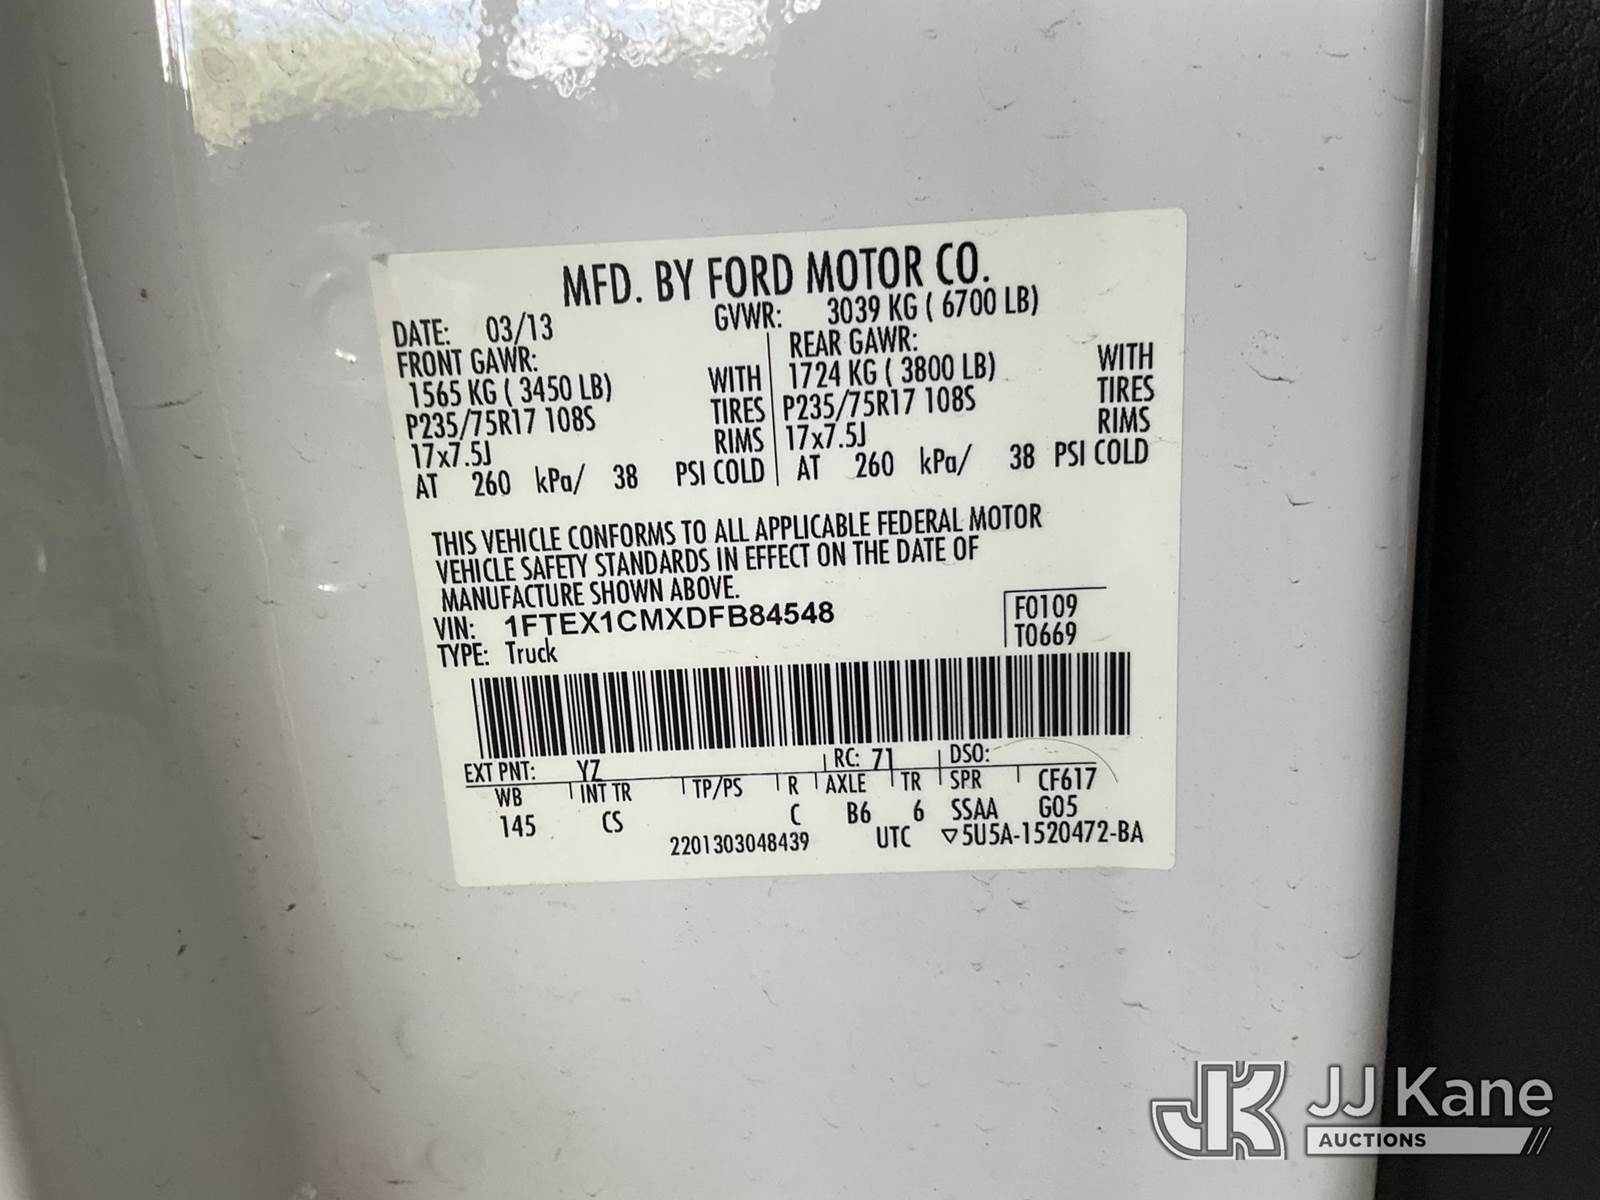 MFD. BY FORD MOTOR CO.
DATE: 03/13 GVWR: 3039 KG ( 6700 LB)
FRONT GAWR: REAR GAWR:
1565 KG ( 3450 LB) WITH 1724 KG ( 3800 LB) WITH
P235/75R17 108S TIRES P235/75R17 108S TIRES
17x7.5J RIMS 17x7.5J RIMS
AT 260 kPa/ 38 PSI COLD AT 260 kPa/ 38 PSI COLD
THIS VEHICLE CONFORMS TO ALL APPLICABLE FEDERAL MOTOR
VEHICLE SAFETY STANDARDS IN EFFECT ON THE DATE OF
MANUFACTURE SHOWN ABOVE.
VIN: 1FTEX1CMXDFB84548 F0109
TYPE: Truck T0669
EXT PNT: YZ RC: 71 DSO:
WB INT TR TP/PS R AXLE TR SPR CF617
145 CS C B6 6 SSAA G05
2201303048439 UTC ▽5U5A-1520472-BA
JK JJ Kane
AUCTIONS